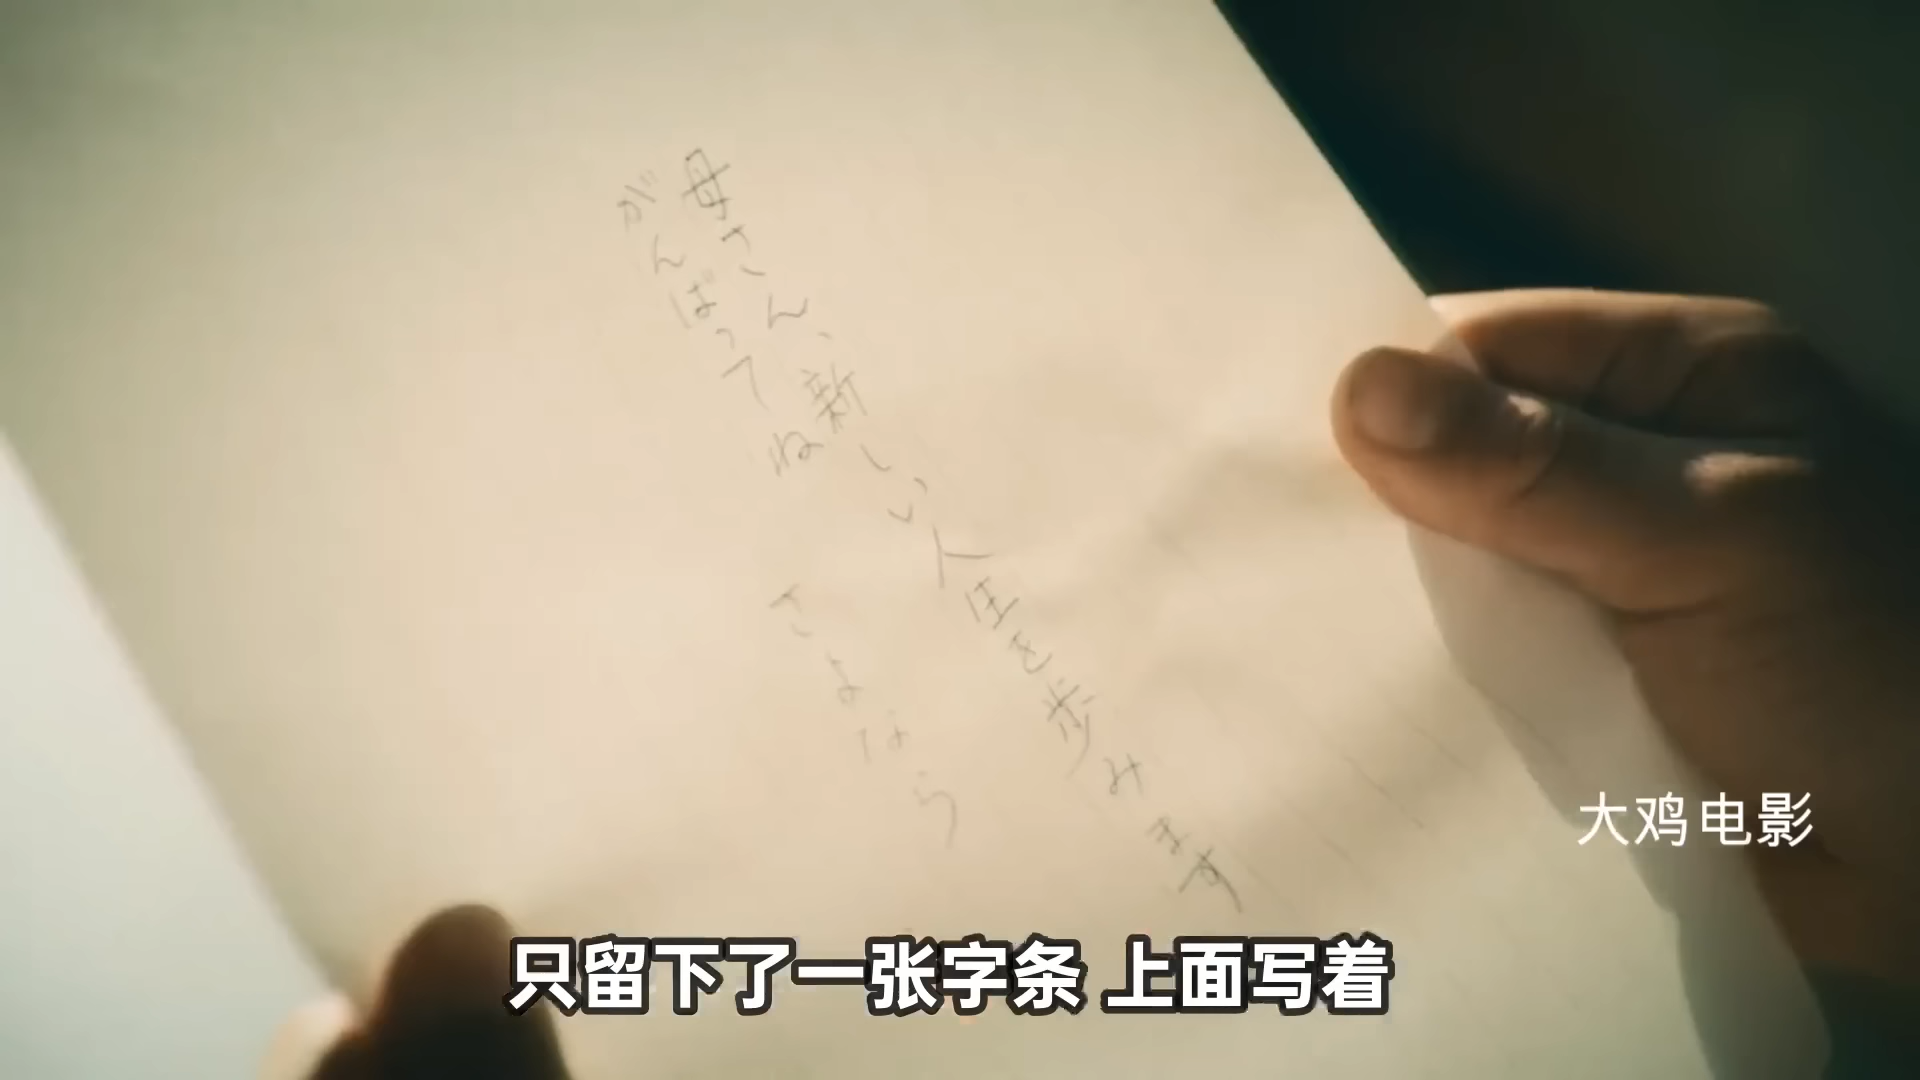 母さん、新しい人生を歩みます
がんばってね
さよなら
大鸡电影
只留下了一张字条 上面写着